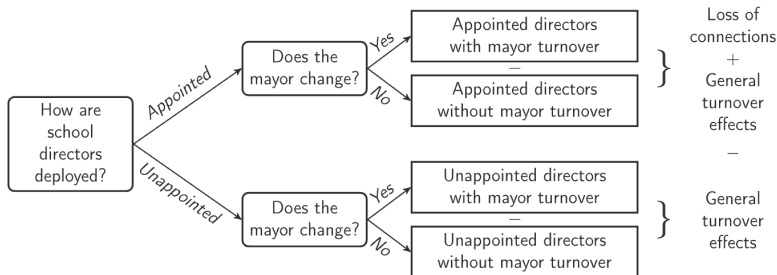 How are
school
directors
deployed?
Appointed
Unappointed
Does the
mayor change?
Yes
No
Appointed directors
with mayor turnover
−
Appointed directors
without mayor turnover
}
Loss of
connections
+
General
turnover
effects
−
Does the
mayor change?
Yes
No
Unappointed directors
with mayor turnover
−
Unappointed directors
without mayor turnover
}
General
turnover
effects